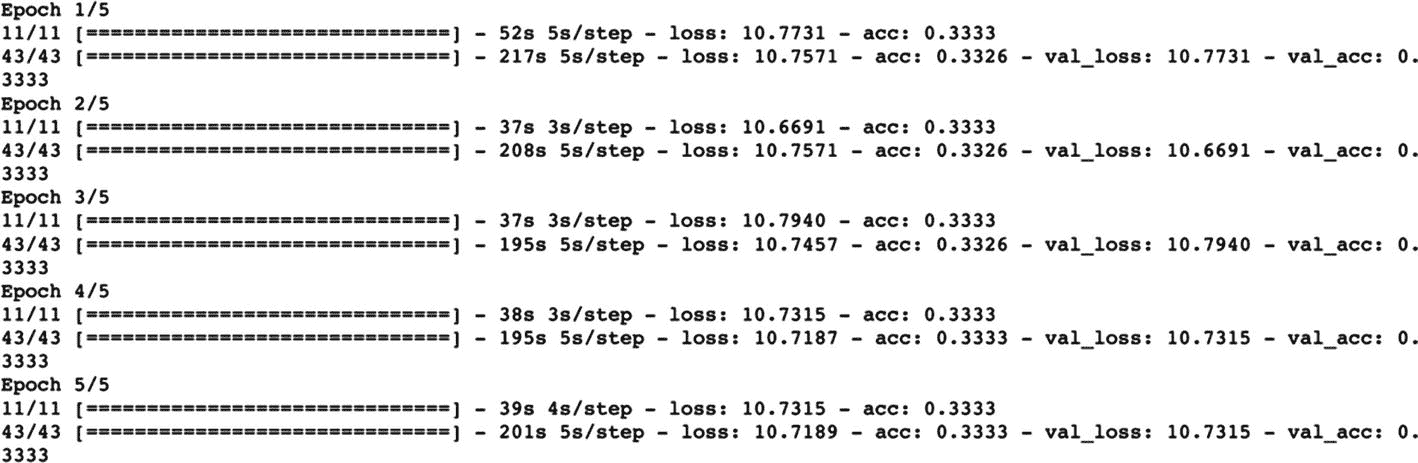 Epoch 1/5
11/11 [==============================] - 52s 5s/step - loss: 10.7731 - acc: 0.3333
43/43 [==============================] - 217s 5s/step - loss: 10.7571 - acc: 0.3326 - val_loss: 10.7731 - val_acc: 0.
3333
Epoch 2/5
11/11 [==============================] - 37s 3s/step - loss: 10.6691 - acc: 0.3333
43/43 [==============================] - 208s 5s/step - loss: 10.7571 - acc: 0.3326 - val_loss: 10.6691 - val_acc: 0.
3333
Epoch 3/5
11/11 [==============================] - 37s 3s/step - loss: 10.7940 - acc: 0.3333
43/43 [==============================] - 195s 5s/step - loss: 10.7457 - acc: 0.3326 - val_loss: 10.7940 - val_acc: 0.
3333
Epoch 4/5
11/11 [==============================] - 38s 3s/step - loss: 10.7315 - acc: 0.3333
43/43 [==============================] - 195s 5s/step - loss: 10.7187 - acc: 0.3333 - val_loss: 10.7315 - val_acc: 0.
3333
Epoch 5/5
11/11 [==============================] - 39s 4s/step - loss: 10.7315 - acc: 0.3333
43/43 [==============================] - 201s 5s/step - loss: 10.7189 - acc: 0.3333 - val_loss: 10.7315 - val_acc: 0.
3333